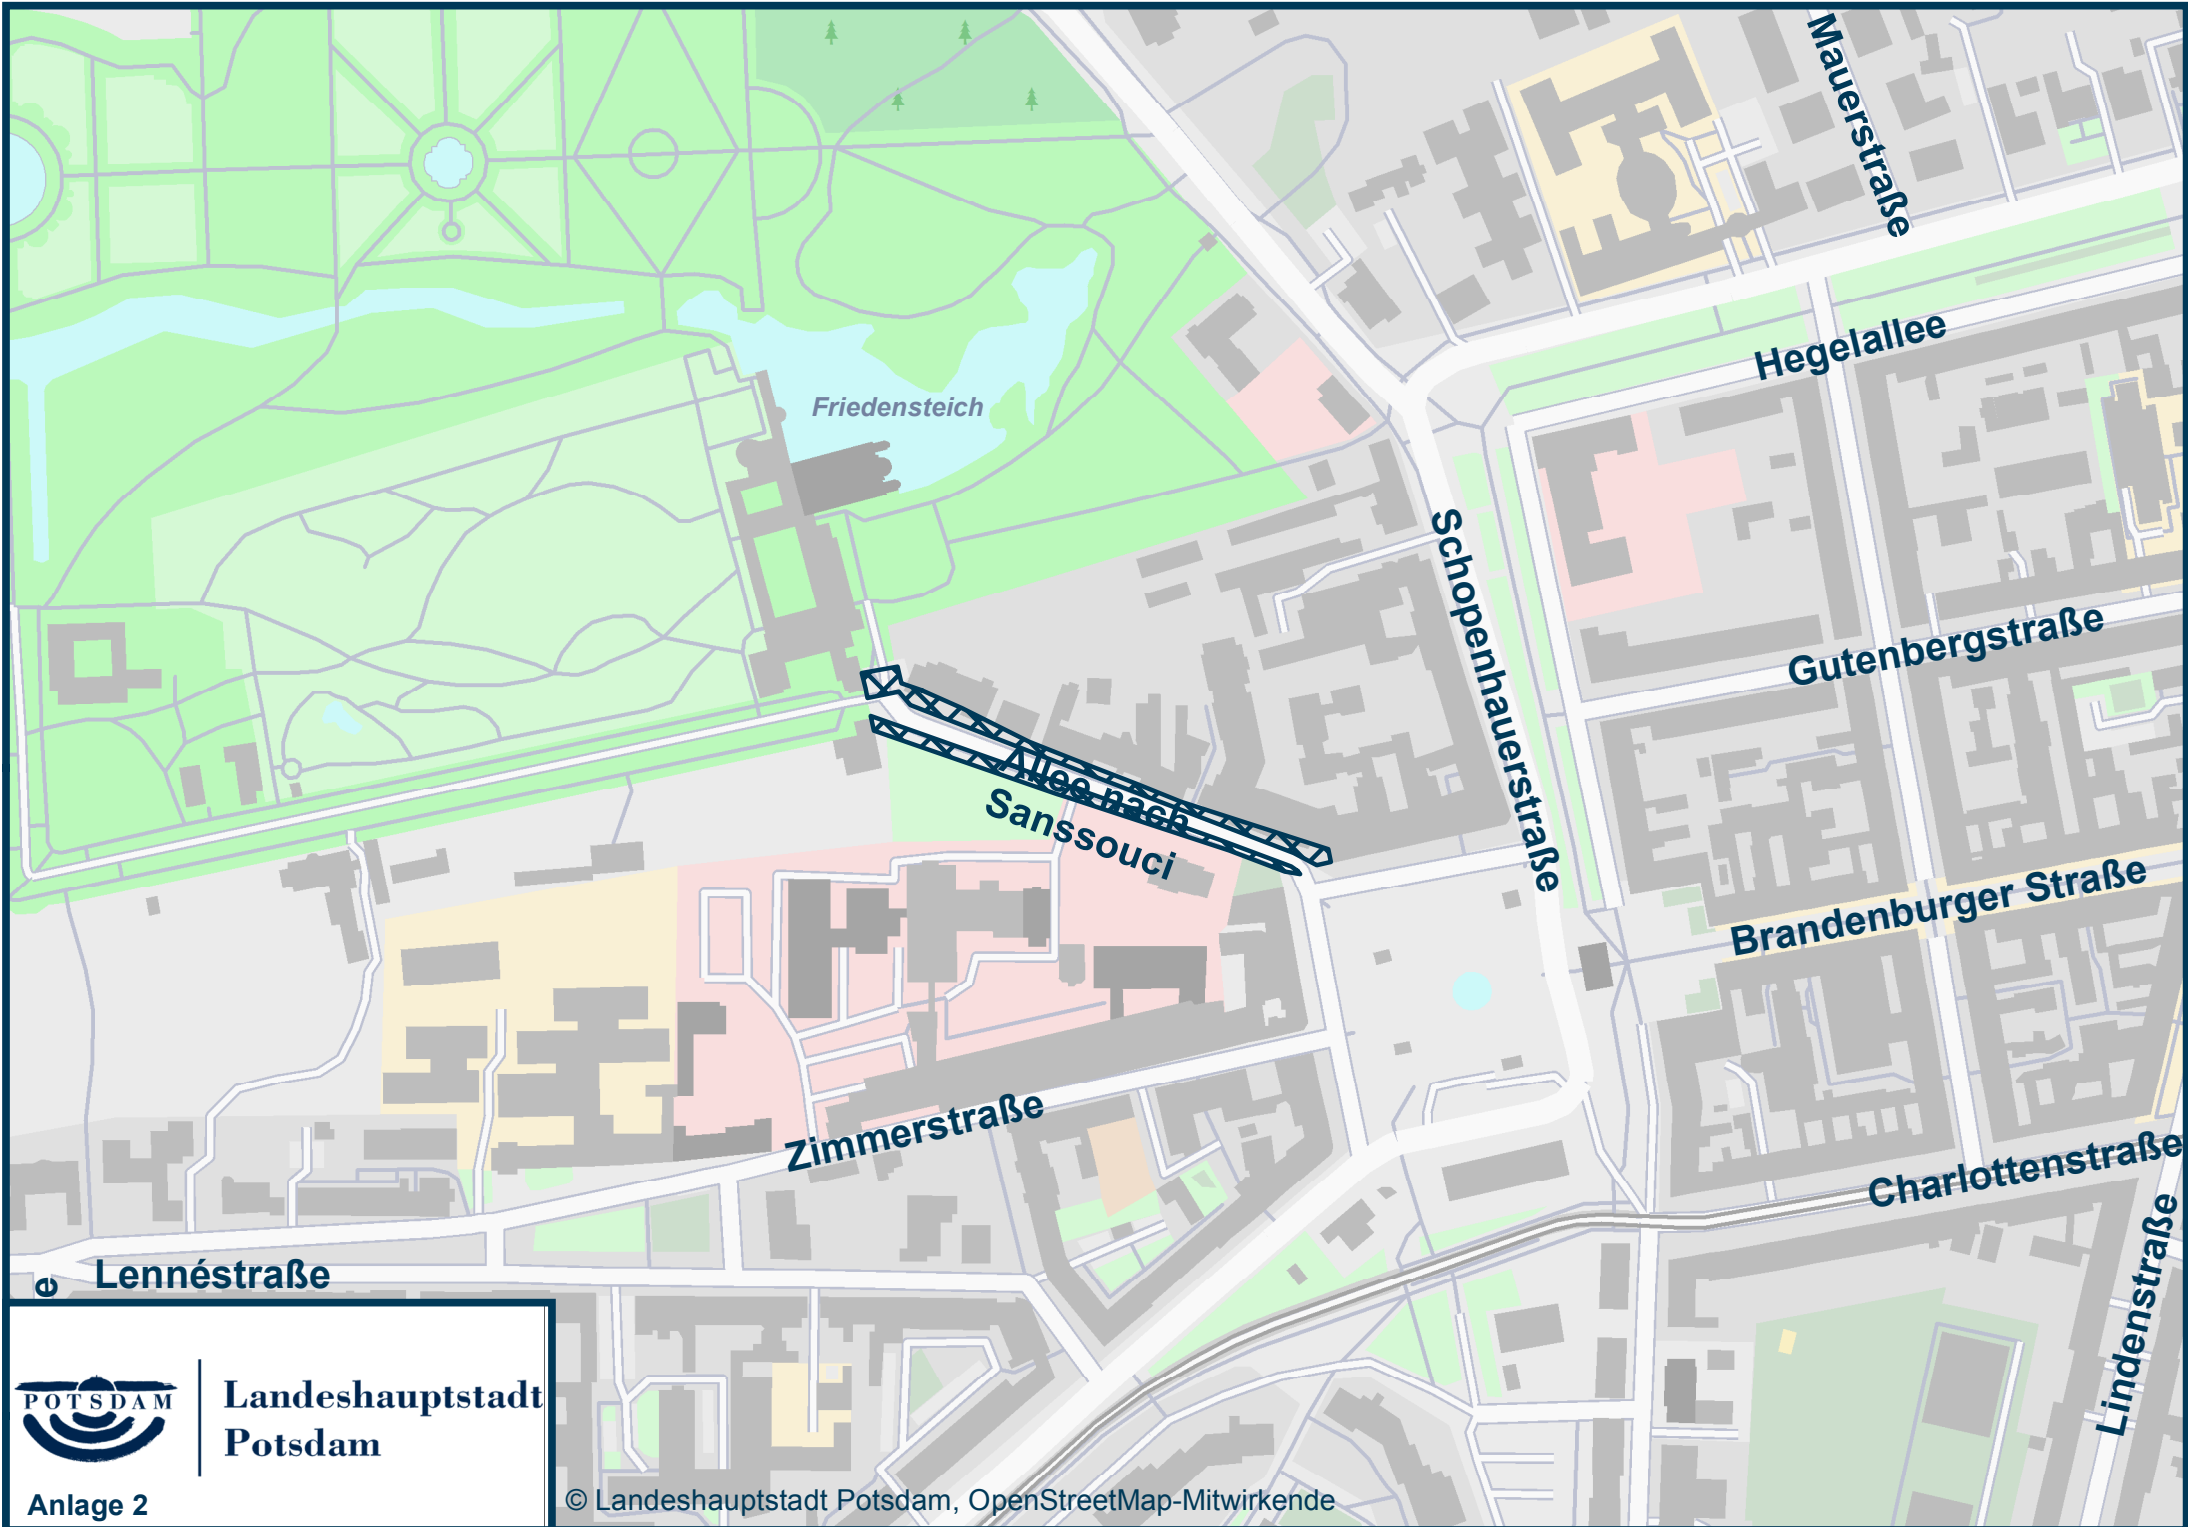 Mauerstraße
Hegelallee
Friedensteich
Schopenhauerstraße
Gutenbergstraße
Allee nach
Sanssouci
Brandenburger Straße
Zimmerstraße
Charlottenstraße
Lindenstraße
Lennéstraße
e
POTSDAM
Landeshauptstadt
Potsdam
Anlage 2
© Landeshauptstadt Potsdam, OpenStreetMap-Mitwirkende